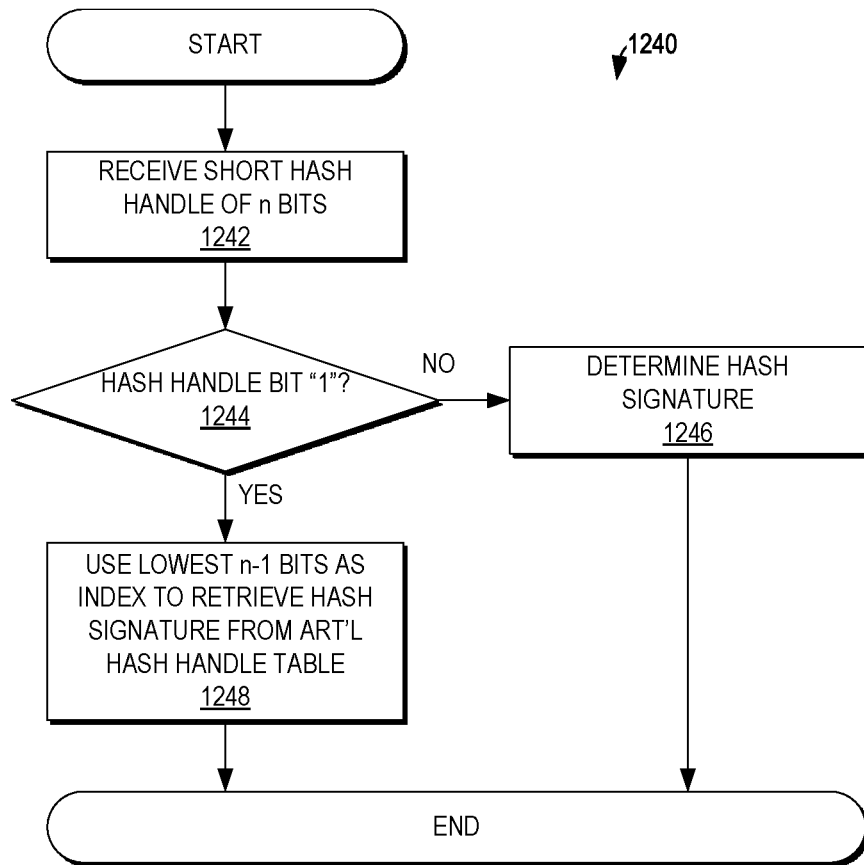 START
1240
RECEIVE SHORT HASH
HANDLE OF n BITS
1242
HASH HANDLE BIT “1”?
1244
NO
DETERMINE HASH
SIGNATURE
1246
YES
USE LOWEST n-1 BITS AS
INDEX TO RETRIEVE HASH
SIGNATURE FROM ART’L
HASH HANDLE TABLE
1248
END